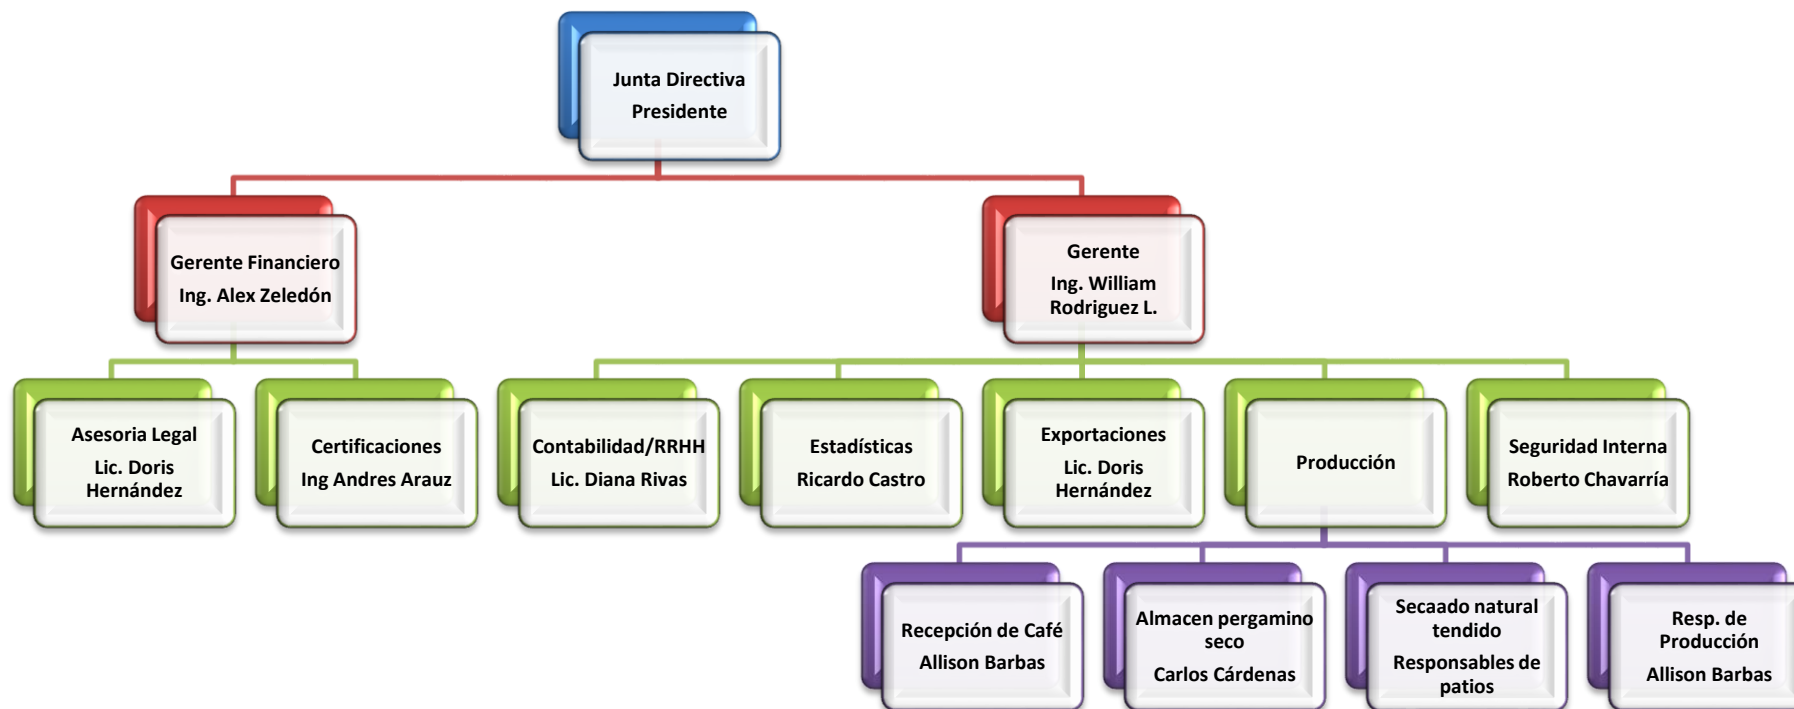 Junta Directiva
Presidente
Gerente Financiero
Ing. Alex Zeledón
Gerente
Ing. William
Rodriguez L.
Asesoria Legal
Lic. Doris
Hernández
Certificaciones
Ing Andres Arauz
Contabilidad/RRHH
Lic. Diana Rivas
Estadísticas
Ricardo Castro
Exportaciones
Lic. Doris
Hernández
Producción
Seguridad Interna
Roberto Chavarría
Recepción de Café
Allison Barbas
Almacen pergamino
seco
Carlos Cárdenas
Secaado natural
tendido
Responsables de
patios
Resp. de
Producción
Allison Barbas